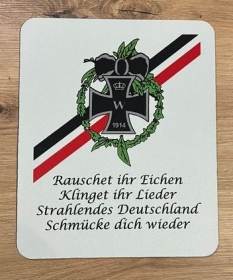 W
1914
Rauschet ihr Eichen
Klinget ihr Lieder
Strahlendes Deutschland
Schmücke dich wieder